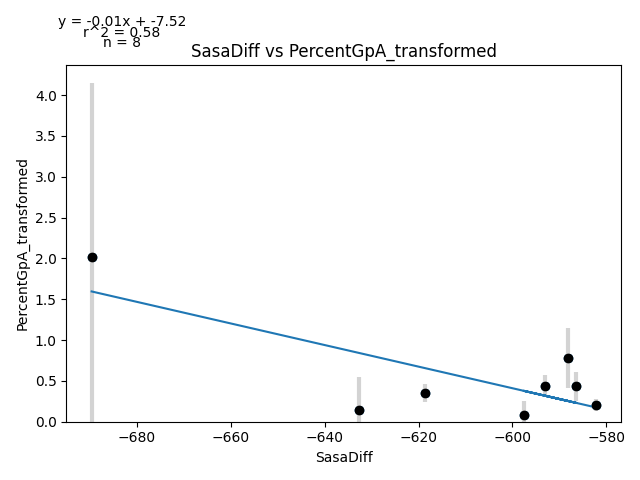 y = -0.01x + -7.52
r^2 = 0.58
n = 8
SasaDiff vs PercentGpA_transformed
PercentGpA_transformed
4.0
3.5
3.0
2.5
2.0
1.5
1.0
0.5
0.0
−680 −660 −640 −620 −600 −580
SasaDiff